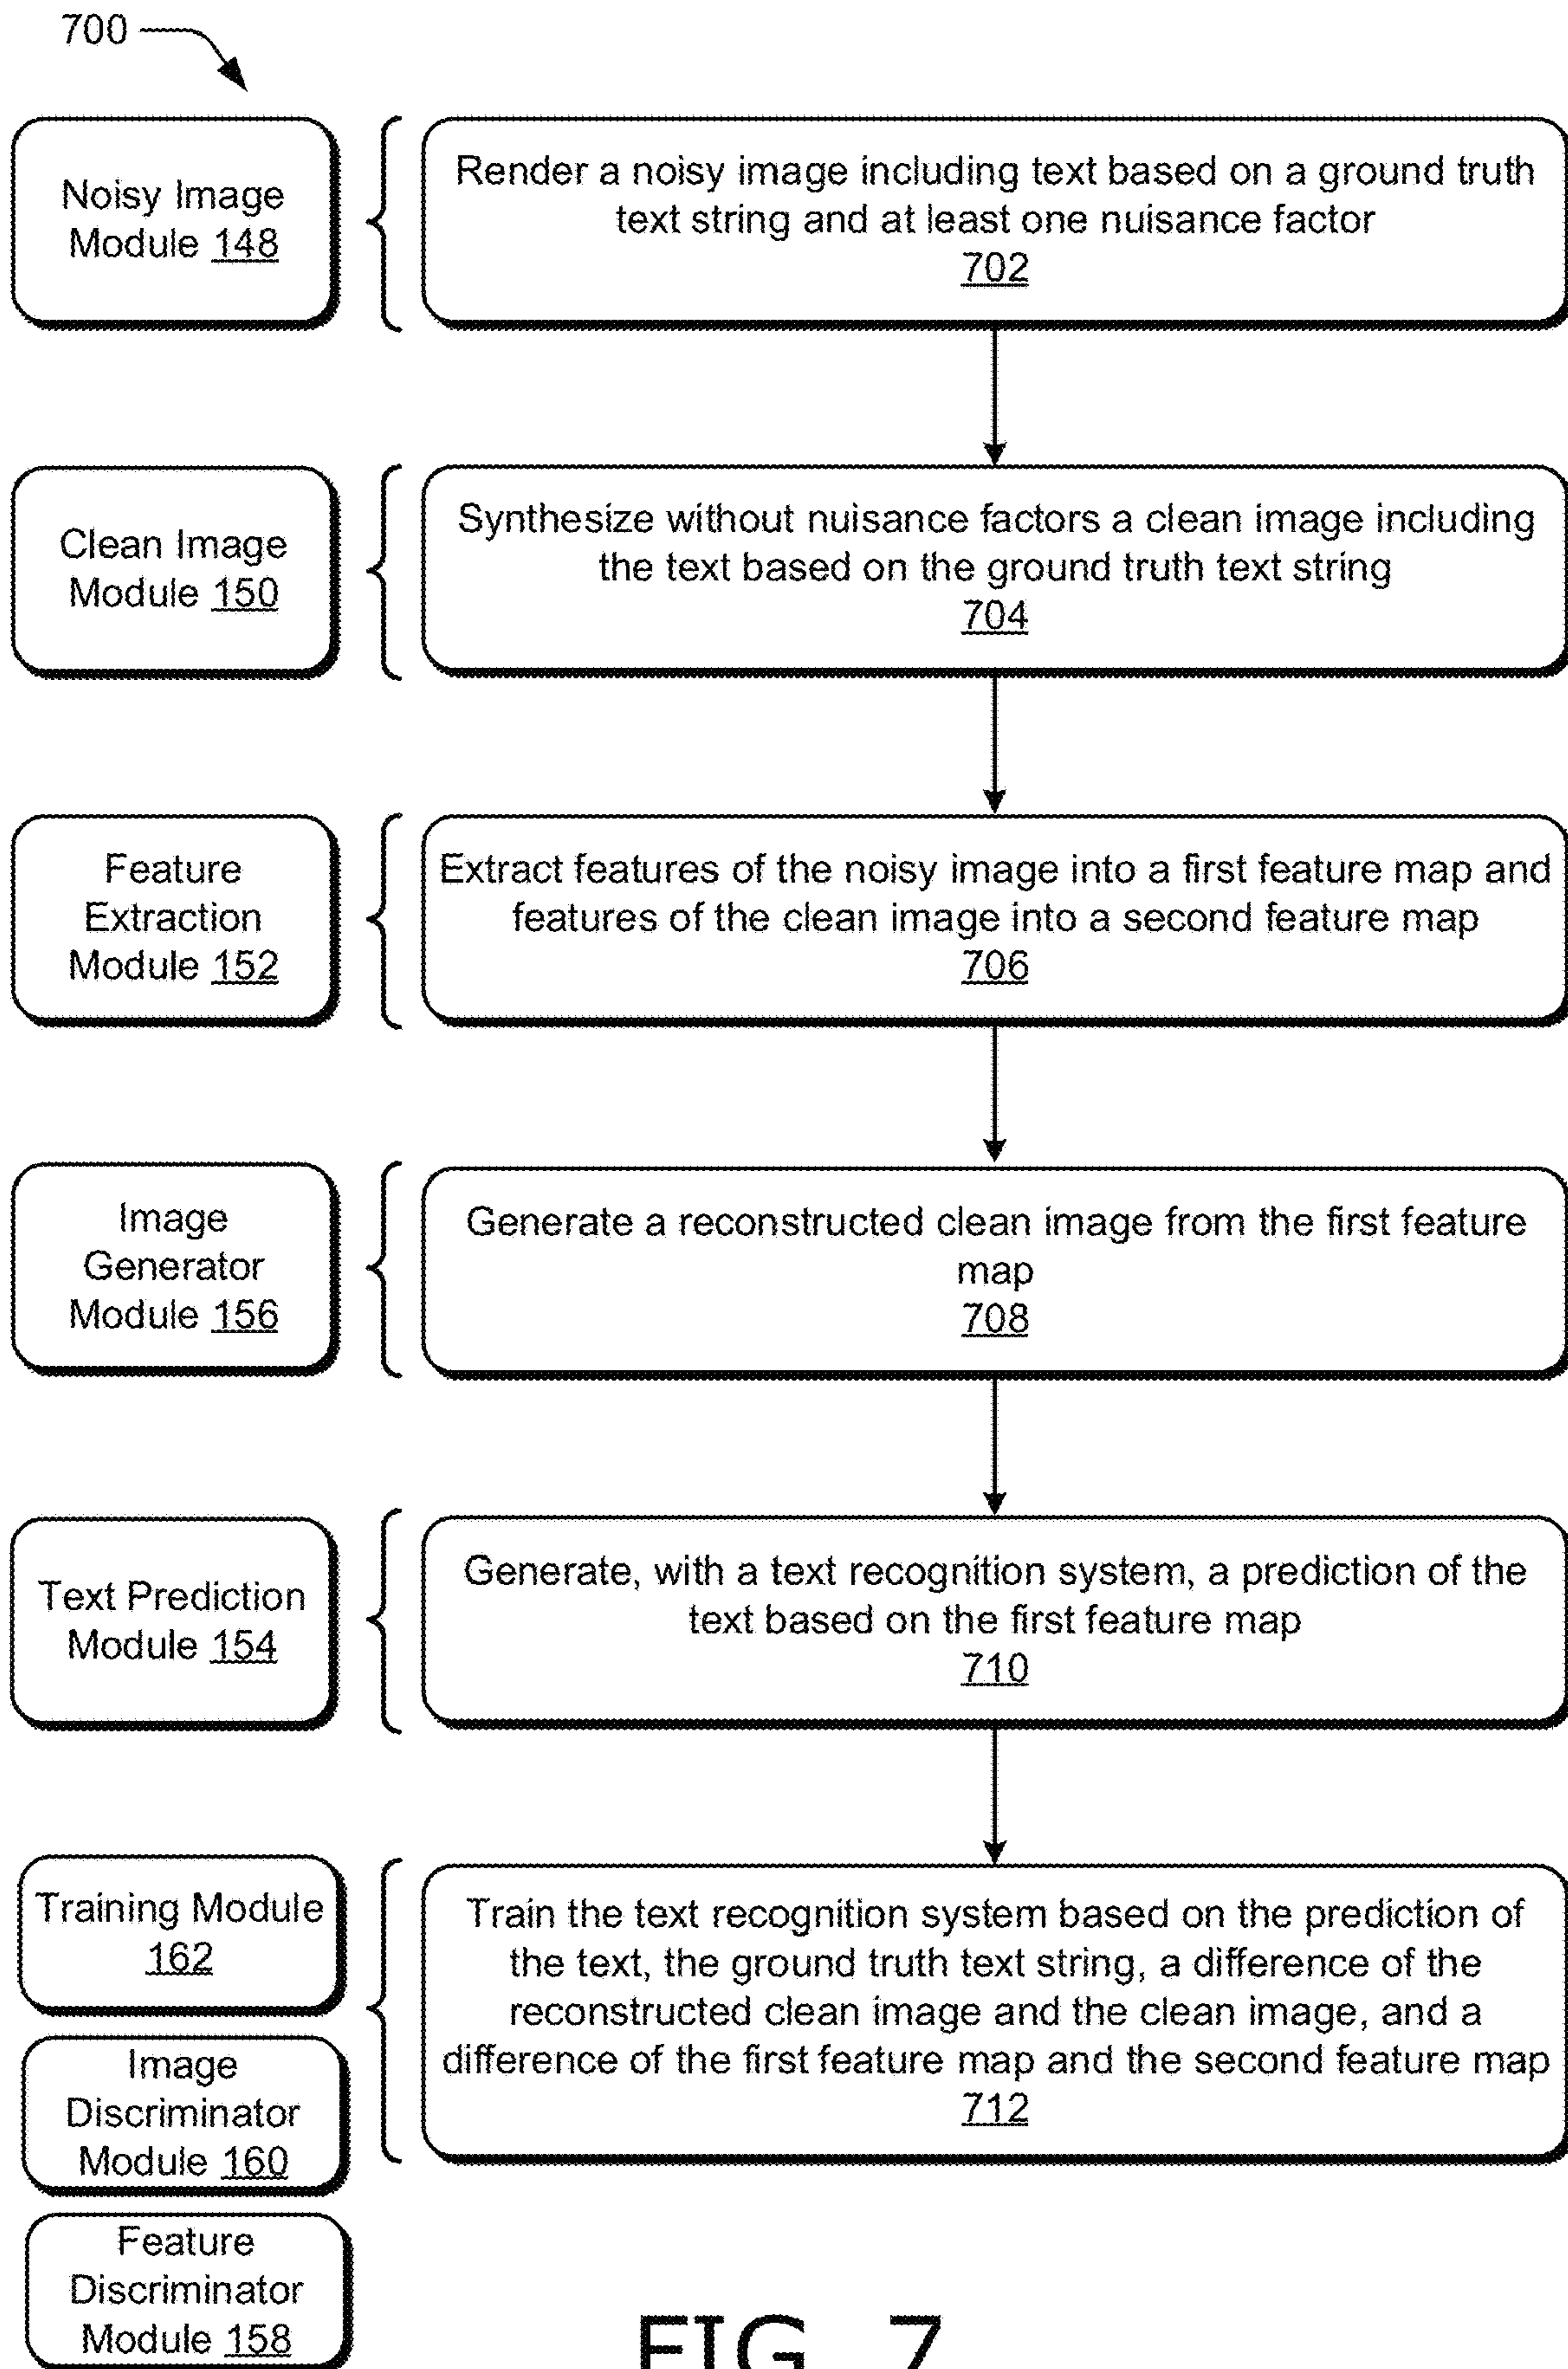 700
Noisy Image
Module 148
Render a noisy image including text based on a ground truth
text string and at least one nuisance factor
702
Clean Image
Module 150
Synthesize without nuisance factors a clean image including
the text based on the ground truth text string
704
Feature
Extraction
Module 152
Extract features of the noisy image into a first feature map and
features of the clean image into a second feature map
706
Image
Generator
Module 156
Generate a reconstructed clean image from the first feature
map
708
Text Prediction
Module 154
Generate, with a text recognition system, a prediction of the
text based on the first feature map
710
Training Module
162
Image
Discriminator
Module 160
Feature
Discriminator
Module 158
Train the text recognition system based on the prediction of
the text, the ground truth text string, a difference of the
reconstructed clean image and the clean image, and a
difference of the first feature map and the second feature map
712
FIG. 7